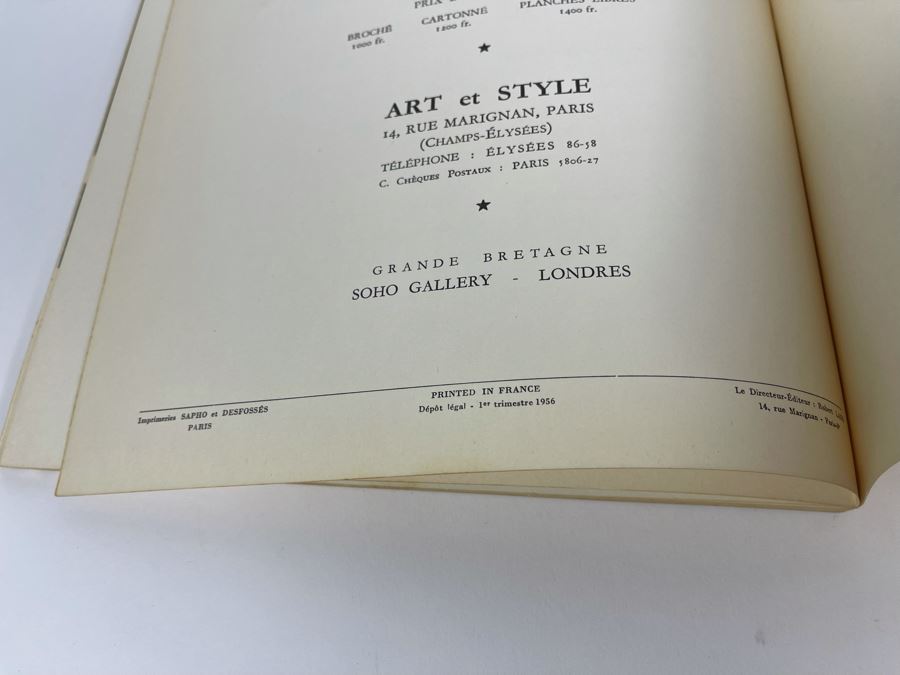 PRIX
BROCHÉ CARTONNÉ PLANCHES LIBRES
1000 fr. 1200 fr. 1400 fr.
★
ART et STYLE
14, RUE MARIGNAN, PARIS
(CHAMPS-ÉLYSÉES)
TÉLÉPHONE : ÉLYSÉES 86-58
C. CHÈQUES POSTAUX : PARIS 5806-27
★
GRANDE BRETAGNE
SOHO GALLERY - LONDRES
Imprimeries SAPHO et DESFOSSÉS
PARIS
PRINTED IN FRANCE
Dépôt légal - 1er trimestre 1956
Le Directeur-Éditeur : Robert
14, rue Marignan -